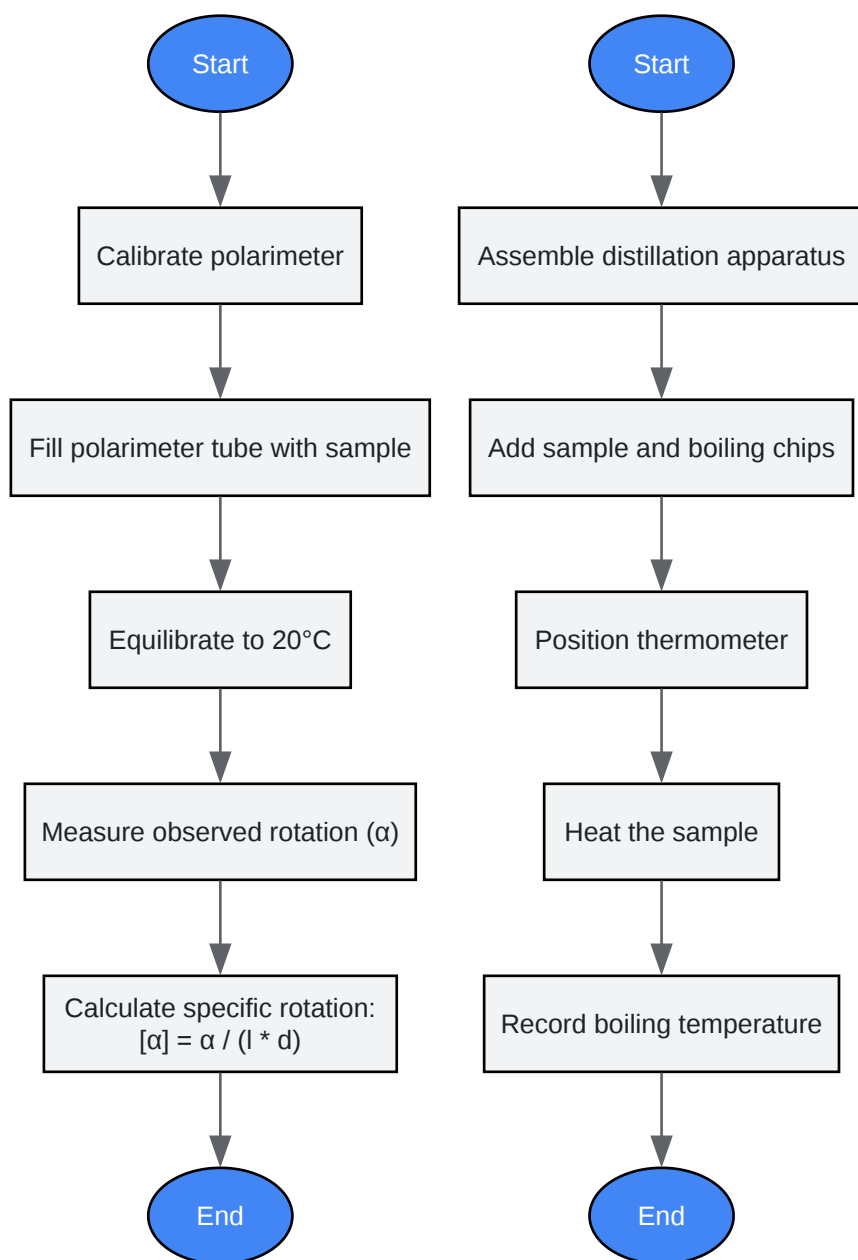 Start
Calibrate polarimeter
Fill polarimeter tube with sample
Equilibrate to 20°C
Measure observed rotation (α)
Calculate specific rotation:
[α] = α / (l * d)
End
Start
Assemble distillation apparatus
Add sample and boiling chips
Position thermometer
Heat the sample
Record boiling temperature
End